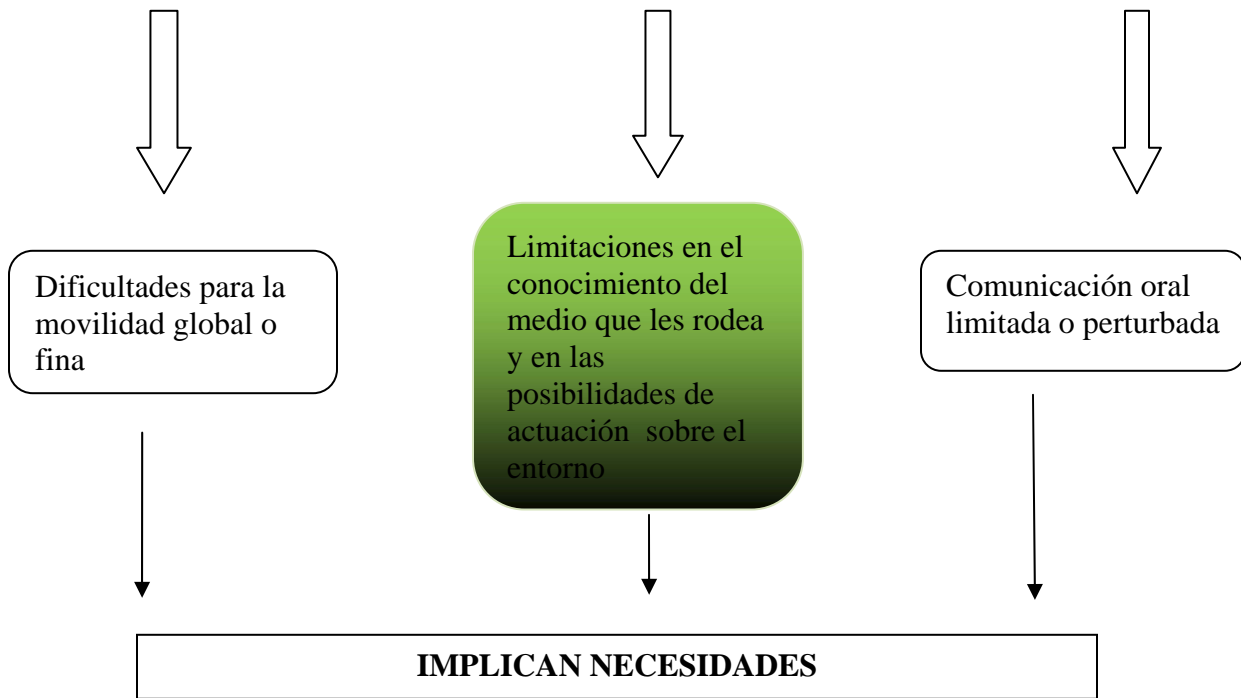 Dificultades para la
movilidad global o
fina
Limitaciones en el
conocimiento del
medio que les rodea
y en las
posibilidades de
actuación sobre el
entorno
Comunicación oral
limitada o perturbada
IMPLICAN NECESIDADES